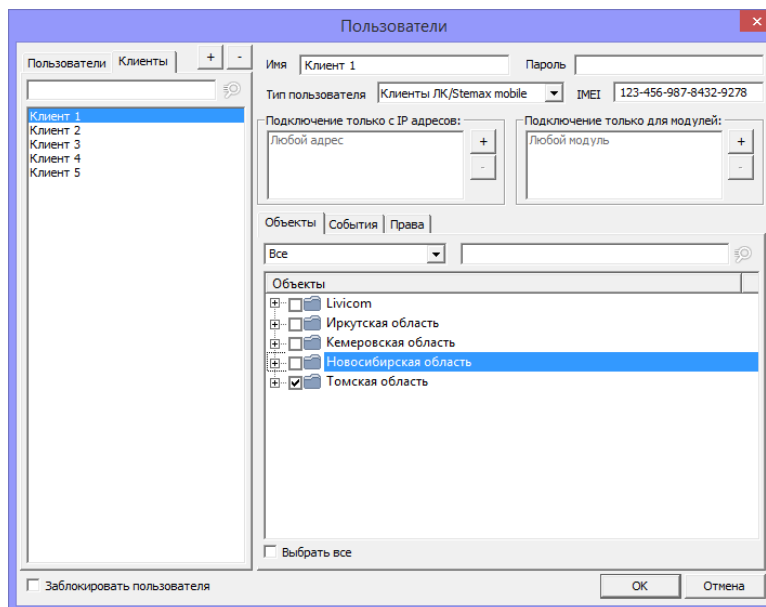 Пользователи
Пользователи Клиенты + -
Имя Клиент 1 Пароль
Тип пользователя Клиенты ЛК/Stemax mobile IMEI 123-456-987-8432-9278
Клиент 1
Клиент 2
Клиент 3
Клиент 4
Клиент 5
Подключение только с IP адресов: Подключение только для модулей:
Любой адрес + Любой модуль +
- -
Объекты События Права
Все
Объекты
Livicom
Иркутская область
Кемеровская область
Новосибирская область
Томская область
Выбрать все
Заблокировать пользователя OK Отмена